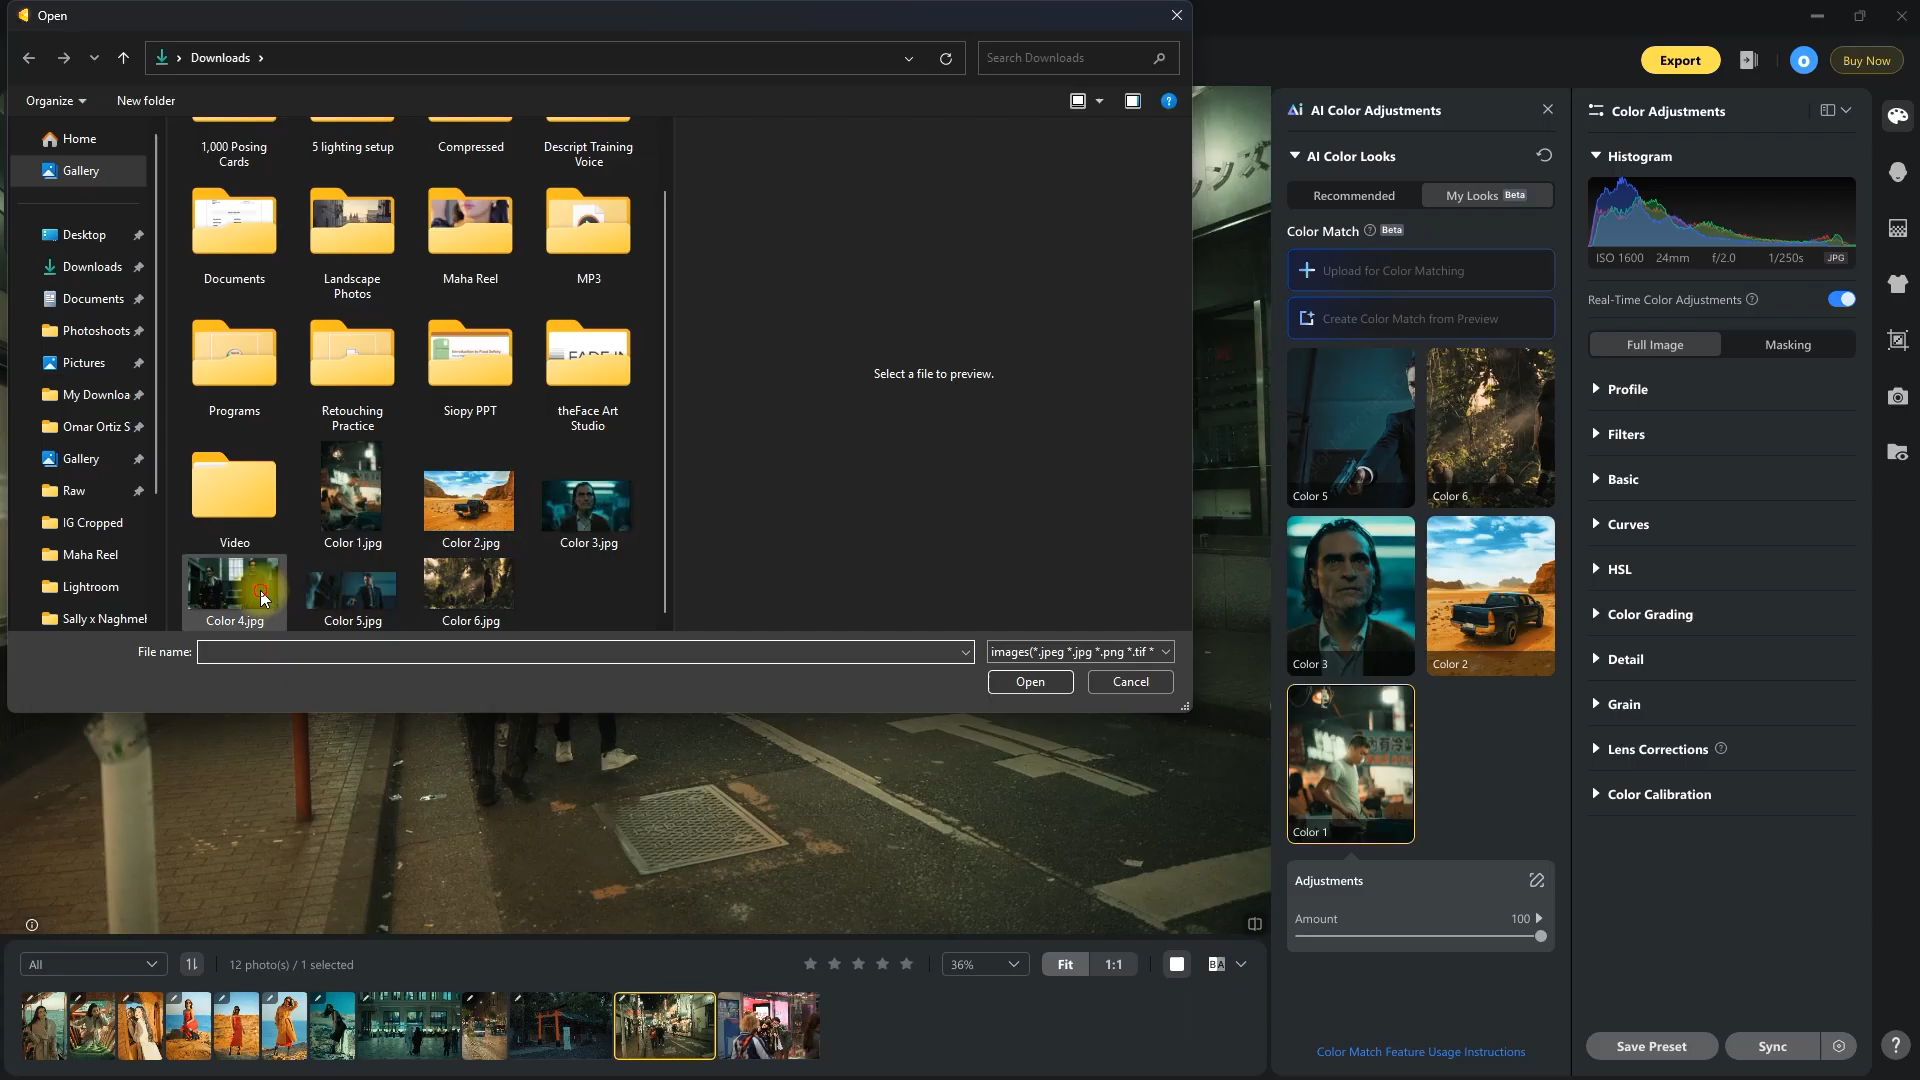 Open
Downloads
Search Downloads
Export
Buy Now
Organize
New folder
Home
Gallery
Desktop
Downloads
Documents
Photoshoots
Pictures
My Downloa
Omar Ortiz S
Gallery
Raw
IG Cropped
Maha Reel
Lightroom
Sally x Naghmel
1,000 Posing Cards
5 lighting setup
Compressed
Descript Training Voice
Documents
Landscape Photos
Maha Reel
MP3
Programs
Retouching Practice
Siopy PPT
theFace Art Studio
Video
Color 1.jpg
Color 2.jpg
Color 3.jpg
Color 4.jpg
Color 5.jpg
Color 6.jpg
Select a file to preview.
File name:
images(*.jpeg *.jpg *.png *.tif *
Open
Cancel
AI Color Adjustments
AI Color Looks
Recommended
My Looks Beta
Color Match Beta
Upload for Color Matching
Create Color Match from Preview
Color 5
Color 6
Color 3
Color 2
Color 1
Adjustments
Amount 100
Color Match Feature Usage Instructions
Color Adjustments
Histogram
ISO 1600 24mm f/2.0 1/250s JPG
Real-Time Color Adjustments
Full Image
Masking
Profile
Filters
Basic
Curves
HSL
Color Grading
Detail
Grain
Lens Corrections
Color Calibration
Save Preset
Sync
All
12 photo(s) / 1 selected
36%
Fit
1:1
BA